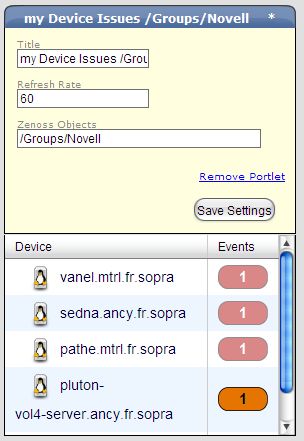 my Device Issues /Groups/Novell *
Title
my Device Issues /Grou
Refresh Rate
60
Zenoss Objects
/Groups/Novell
Remove Portlet
Save Settings
Device Events
vanel.mtrl.fr.sopra 1
sedna.ancy.fr.sopra 1
pathe.mtrl.fr.sopra 1
pluton-
vol4-server.ancy.fr.sopra 1